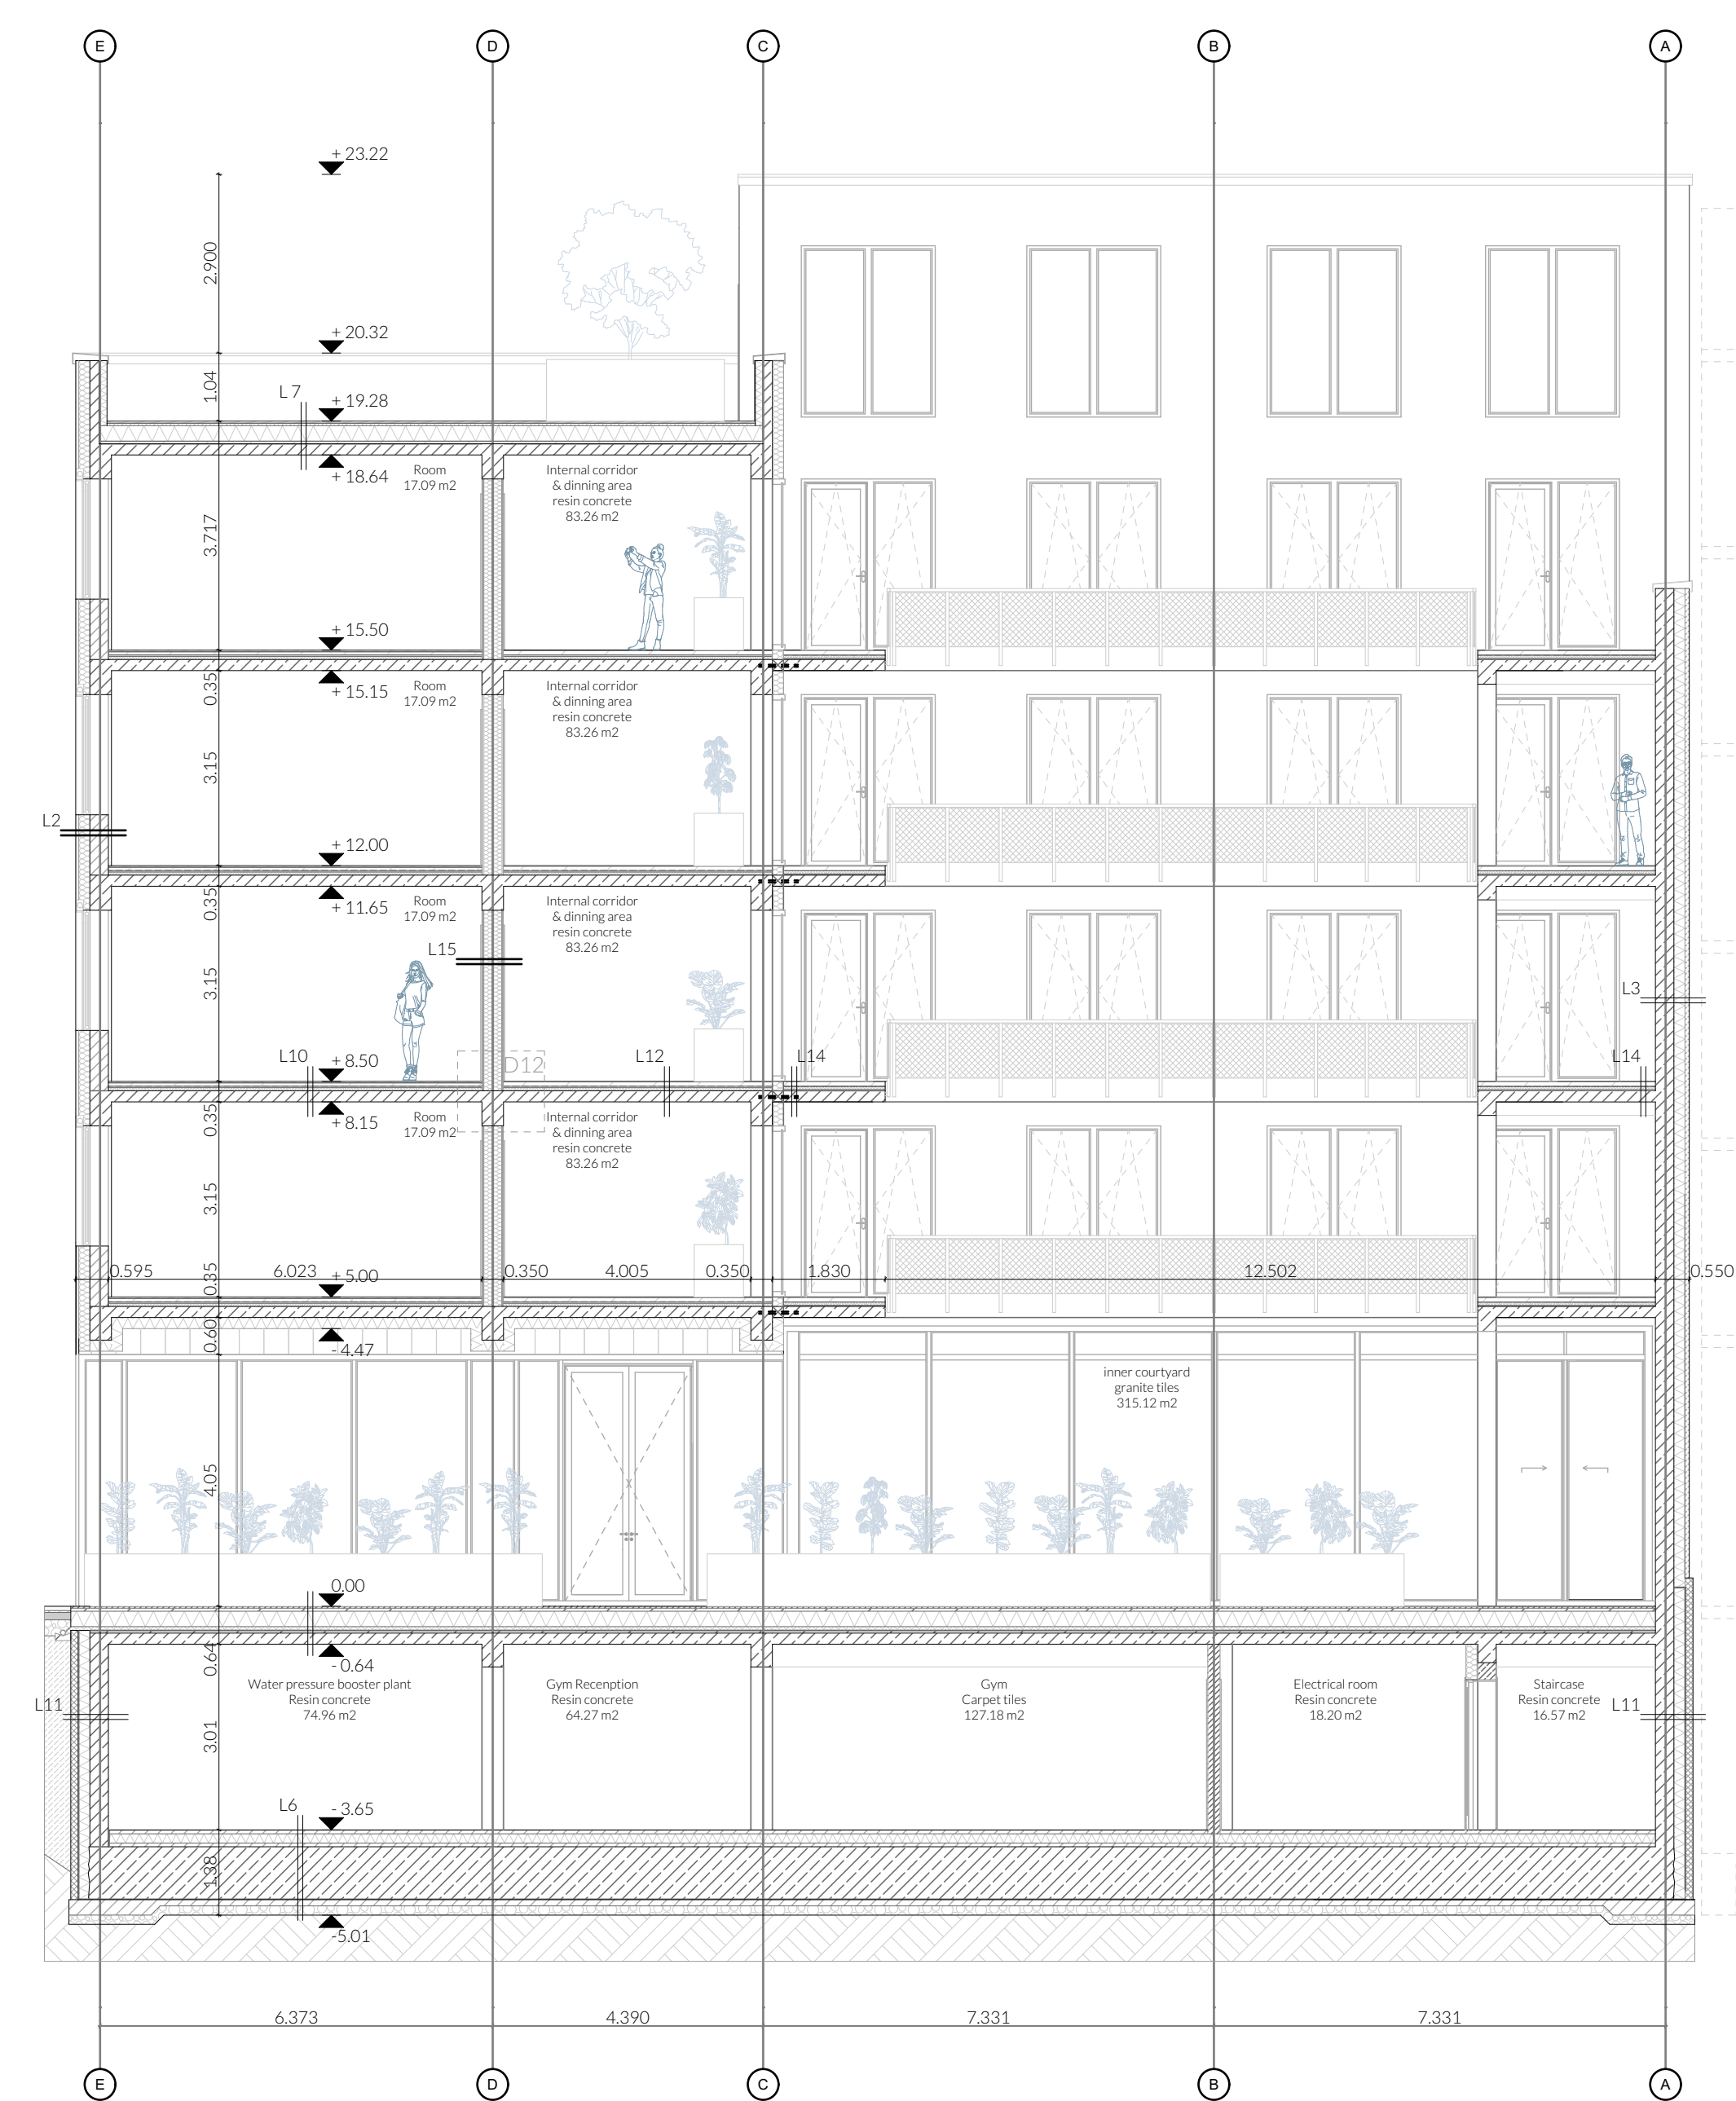 E D C B A
+ 23.22
2.900
+ 20.32
1.04
L 7
+ 19.28
+ 18.64
Room
17.09 m2
Internal corridor
& dinning area
resin concrete
83.26 m2
3.717
+ 15.50
0.35
+ 15.15
Room
17.09 m2
Internal corridor
& dinning area
resin concrete
83.26 m2
3.15
L2
+ 12.00
0.35
+ 11.65
Room
17.09 m2
Internal corridor
& dinning area
resin concrete
83.26 m2
L15
3.15
L3
L10
+ 8.50
D12
L12
L14
L14
0.35
+ 8.15
Room
17.09 m2
Internal corridor
& dinning area
resin concrete
83.26 m2
3.15
0.595 6.023 0.350 4.005 0.350 1.830 12.502 0.550
0.35
+ 5.00
0.60
- 4.47
inner courtyard
granite tiles
315.12 m2
4.05
0.00
0.64
- 0.64
Water pressure booster plant
Resin concrete
74.96 m2
Gym Recenption
Resin concrete
64.27 m2
Gym
Carpet tiles
127.18 m2
Electrical room
Resin concrete
18.20 m2
Staircase
Resin concrete
16.57 m2
L11
L11
3.01
L6
- 3.65
1.38
-5.01
6.373 4.390 7.331 7.331
E D C B A